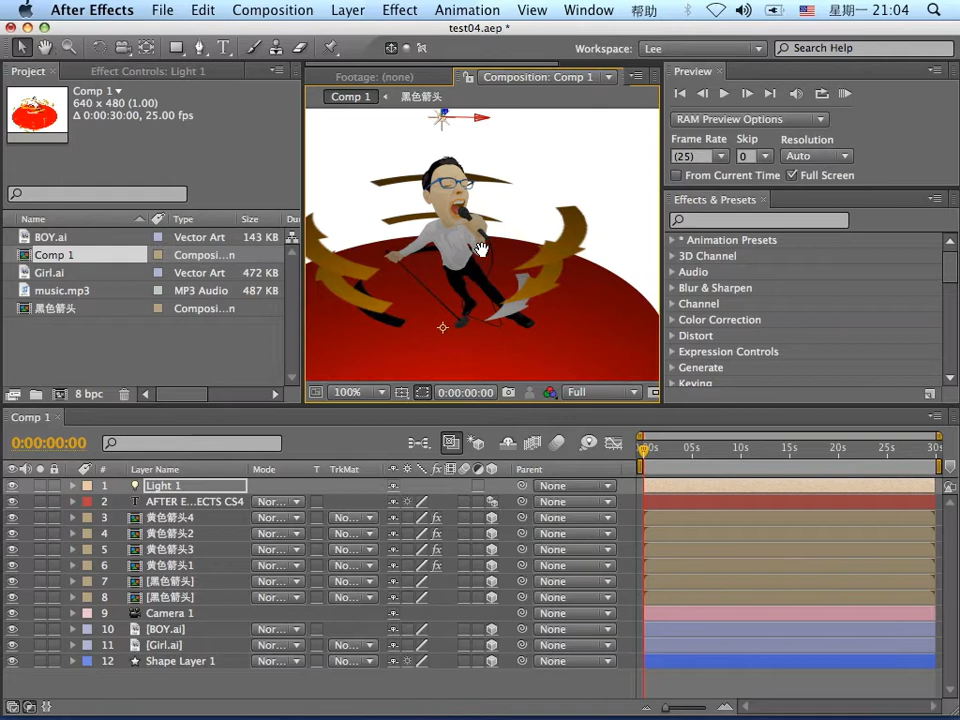 After Effects File Edit Composition Layer Effect Animation View Window 帮助 星期一 21:04
test04.aep *
Workspace: Lee Search Help
Project Effect Controls: Light 1 Footage: (none) Composition: Comp 1 Preview
Comp 1
640 x 480 (1.00)
Δ 0:00:30:00, 25.00 fps
Comp 1 黑色箭头
RAM Preview Options
Frame Rate Skip Resolution
(25) 0 Auto
From Current Time Full Screen
Effects & Presets
Name Type Size Du
BOY.ai Vector Art 143 KB
Comp 1 Composi...n
Girl.ai Vector Art 472 KB
music.mp3 MP3 Audio 487 KB
黑色箭头 Composi...n
* Animation Presets
3D Channel
Audio
Blur & Sharpen
Channel
Color Correction
Distort
Expression Controls
Generate
Keying
8 bpc 100% 0:00:00:00 Full
Comp 1
0:00:00:00
:00s 05s 10s 15s 20s 25s 30s
# Layer Name Mode T TrkMat Parent
1 Light 1 None
2 AFTER E...ECTS CS4 Nor... None
3 黄色箭头4 Nor... No... None
4 黄色箭头2 Nor... No... None
5 黄色箭头3 Nor... No... None
6 黄色箭头1 Nor... No... None
7 [黑色箭头] Nor... No... None
8 [黑色箭头] Nor... No... None
9 Camera 1 None
10 [BOY.ai] Nor... No... None
11 [Girl.ai] Nor... No... None
12 Shape Layer 1 Nor... No... None